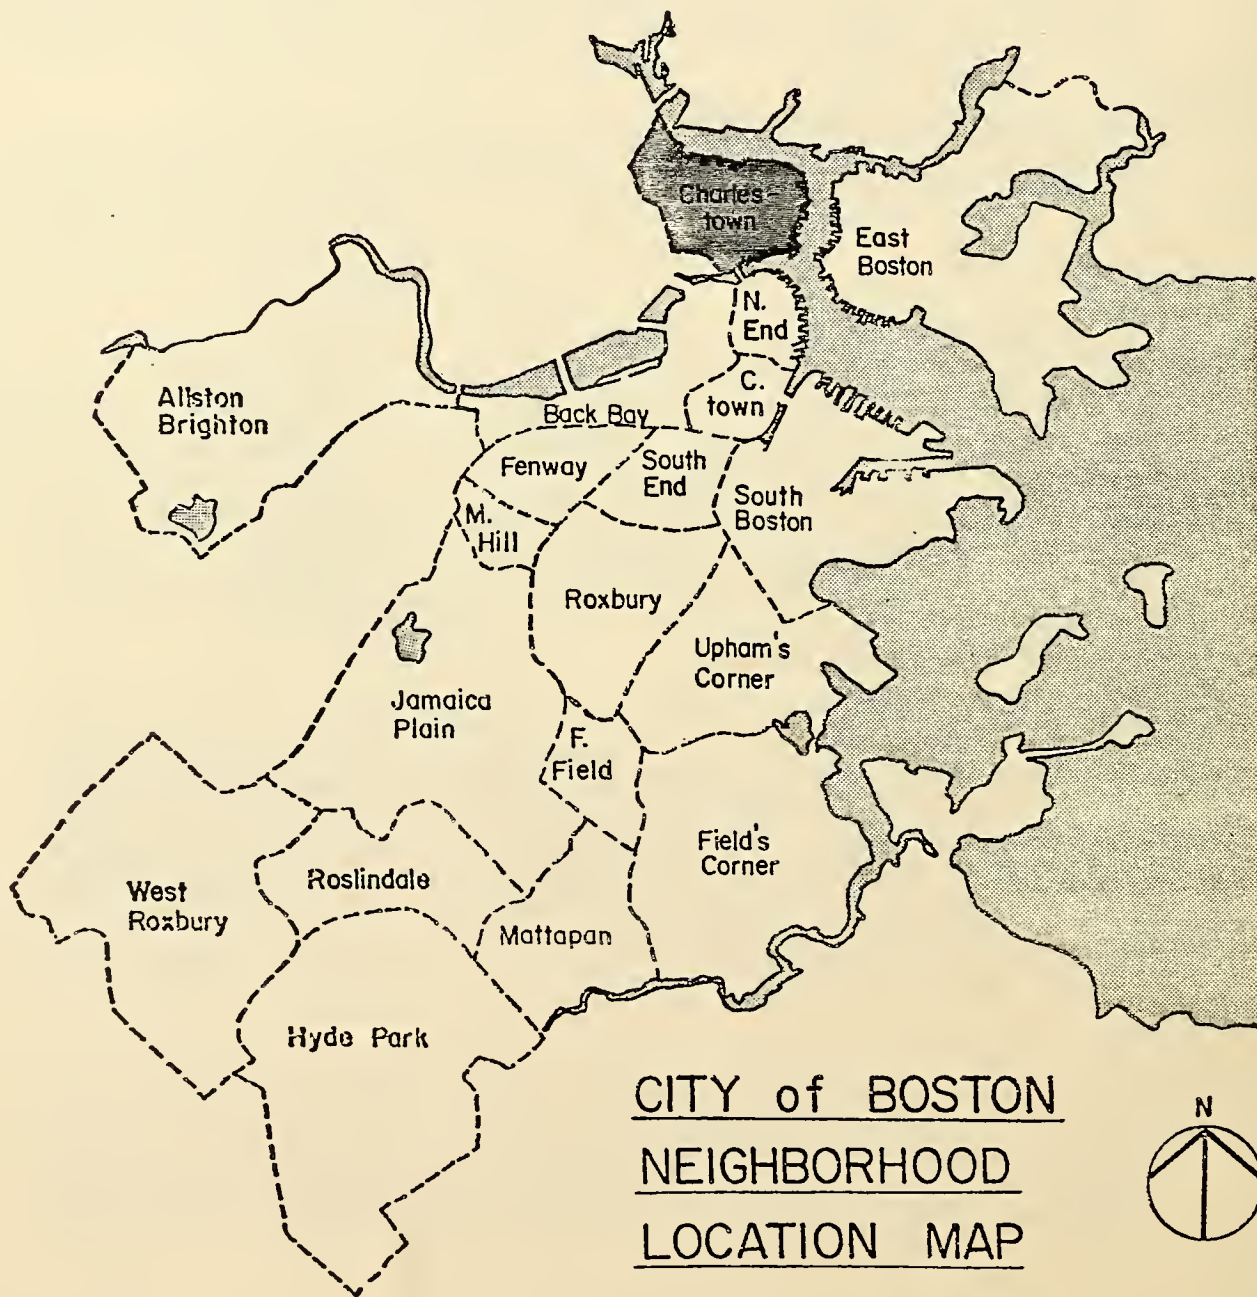 Charles-
town
East
Boston
N.
End
C.
town
Back Bay
Allston
Brighton
Fenway
South
End
South
Boston
M.
Hill
Roxbury
Upham's
Corner
Jamaica
Plain
F.
Field
Field's
Corner
West
Roxbury
Roslindale
Mattapan
Hyde Park
CITY of BOSTON
NEIGHBORHOOD
LOCATION MAP
N